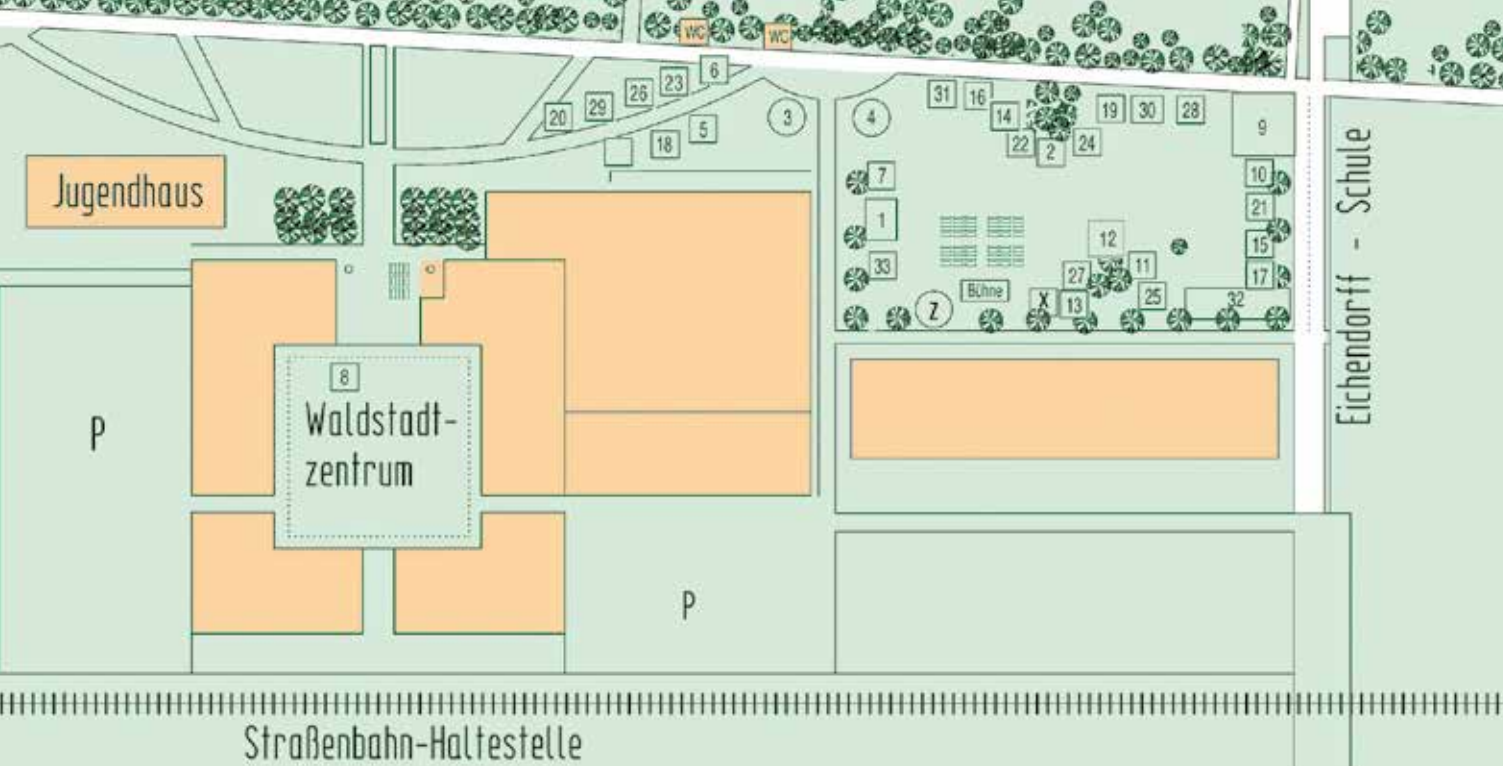 WC
WC
6
23
26
29
20
5
18
3
4
31
16
14
22
2
24
19
30
28
9
7
1
33
10
21
15
17
12
11
27
X
13
25
32
Bühne
Z
Jugendhaus
8
Waldstadt-
zentrum
P
P
Eichendorff - Schule
Straßenbahn-Haltestelle